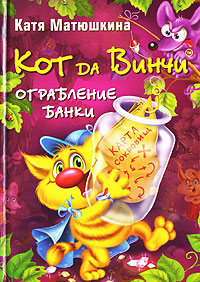 Катя Матюшкина
Кот да Винчи
ОГРАБЛЕНИЕ
БАНКИ
КАРТА
СОКРОВИЩ